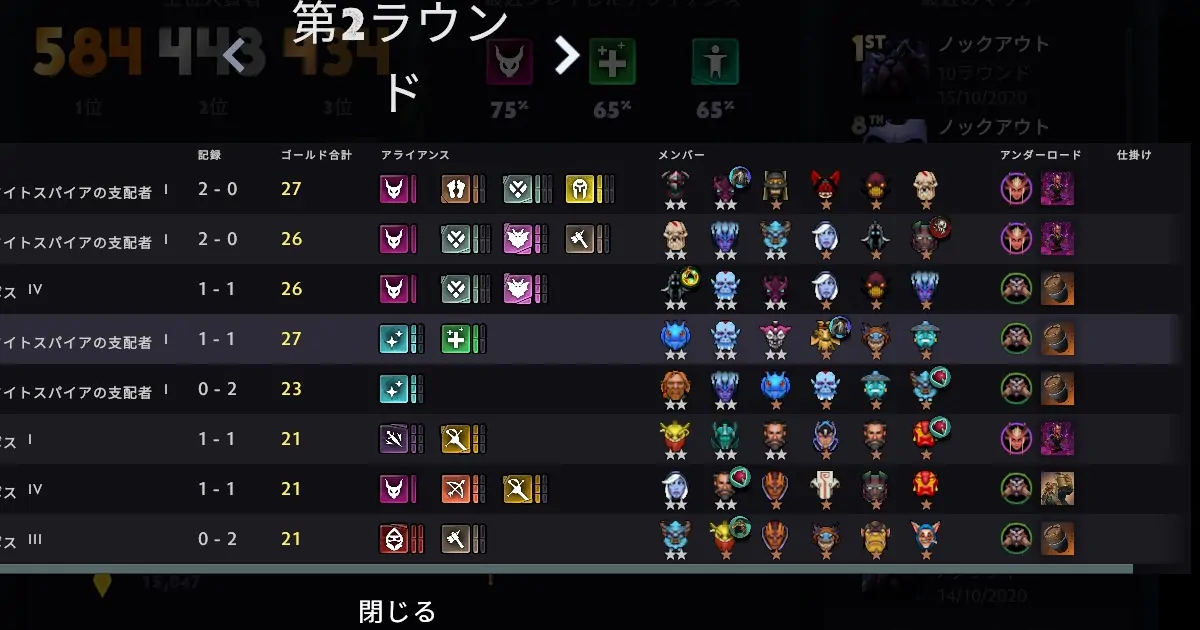 最近のマッチ
584 443 434
第2ラウンド
1位 2位 3位
75% 65% 65%
1ST ノックアウト
10ラウンド
15/10/2020
8TH ノックアウト
記録 ゴールド合計 アライアンス メンバー アンダーロード 仕掛け
イトスパイアの支配者 I 2 - 0 27
イトスパイアの支配者 I 2 - 0 26
ス IV 1 - 1 26
イトスパイアの支配者 I 1 - 1 27
イトスパイアの支配者 I 0 - 2 23
ス I 1 - 1 21
ス IV 1 - 1 21
ス III 0 - 2 21
14/10/2020
閉じる